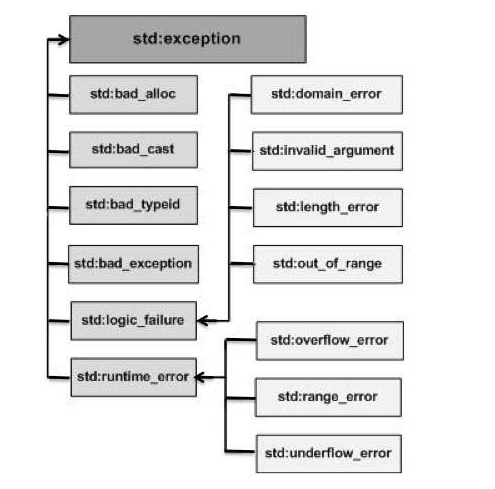 std:exception
std:bad_alloc
std:bad_cast
std:bad_typeid
std:bad_exception
std:logic_failure
std:runtime_error
std:domain_error
std:invalid_argument
std:length_error
std:out_of_range
std:overflow_error
std:range_error
std:underflow_error